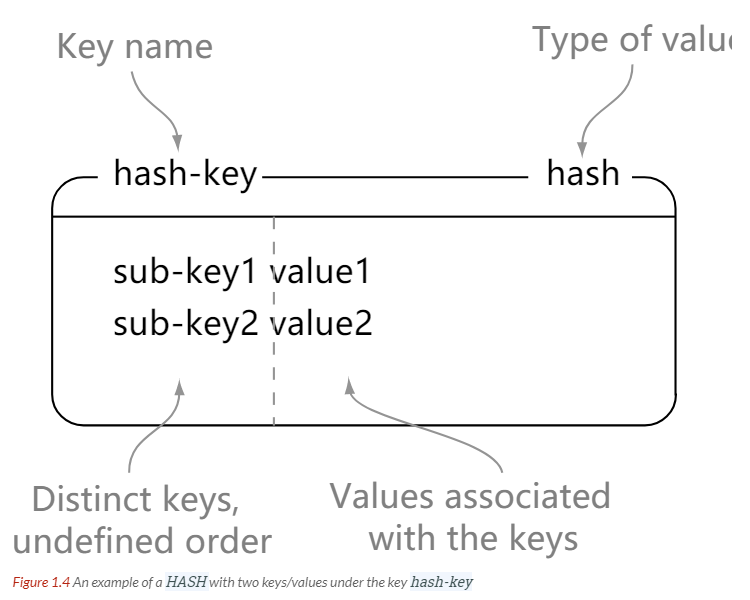 Key name
Type of value
hash-key
hash
sub-key1 value1
sub-key2 value2
Distinct keys,
undefined order
Values associated
with the keys
Figure 1.4 An example of a HASH with two keys/values under the key hash-key